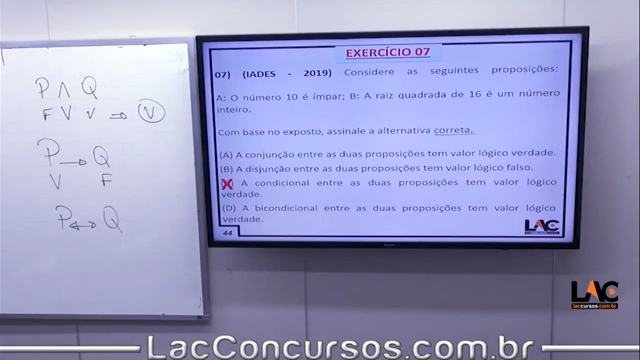 P ∧ Q
F V V ⇒ V
P → Q
V F
P ↔ Q
EXERCÍCIO 07
07) (IADES - 2019) Considere as seguintes proposições:
A: O número 10 é ímpar; B: A raiz quadrada de 16 é um número
inteiro.
Com base no exposto, assinale a alternativa correta.
(A) A conjunção entre as duas proposições tem valor lógico verdade.
(B) A disjunção entre as duas proposições tem valor lógico falso.
A condicional entre as duas proposições tem valor lógico
verdade.
(D) A bicondicional entre as duas proposições tem valor lógico
verdade.
44
LAC
LAC
laccursos.com.br
LacConcursos.com.br